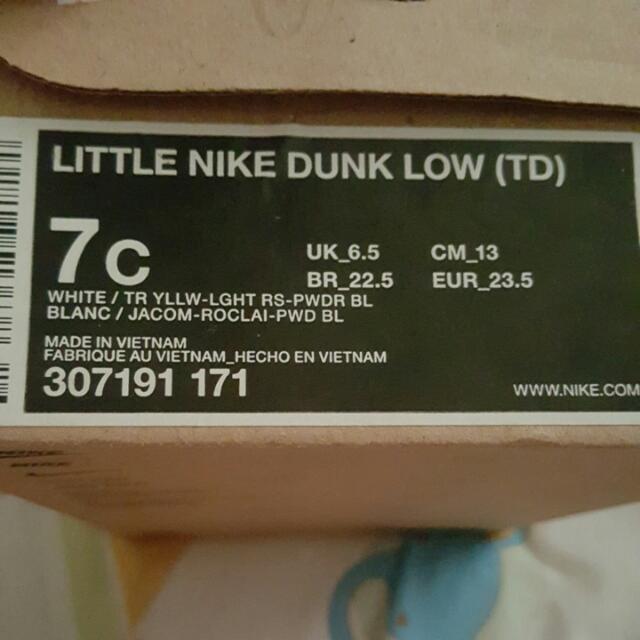 LITTLE NIKE DUNK LOW (TD)
7C
UK_6.5 CM_13
BR_22.5 EUR_23.5
WHITE / TR YLLW-LGHT RS-PWDR BL
BLANC / JACOM-ROCLAI-PWD BL
MADE IN VIETNAM
FABRIQUE AU VIETNAM_HECHO EN VIETNAM
307191 171
WWW.NIKE.COM
NIKE